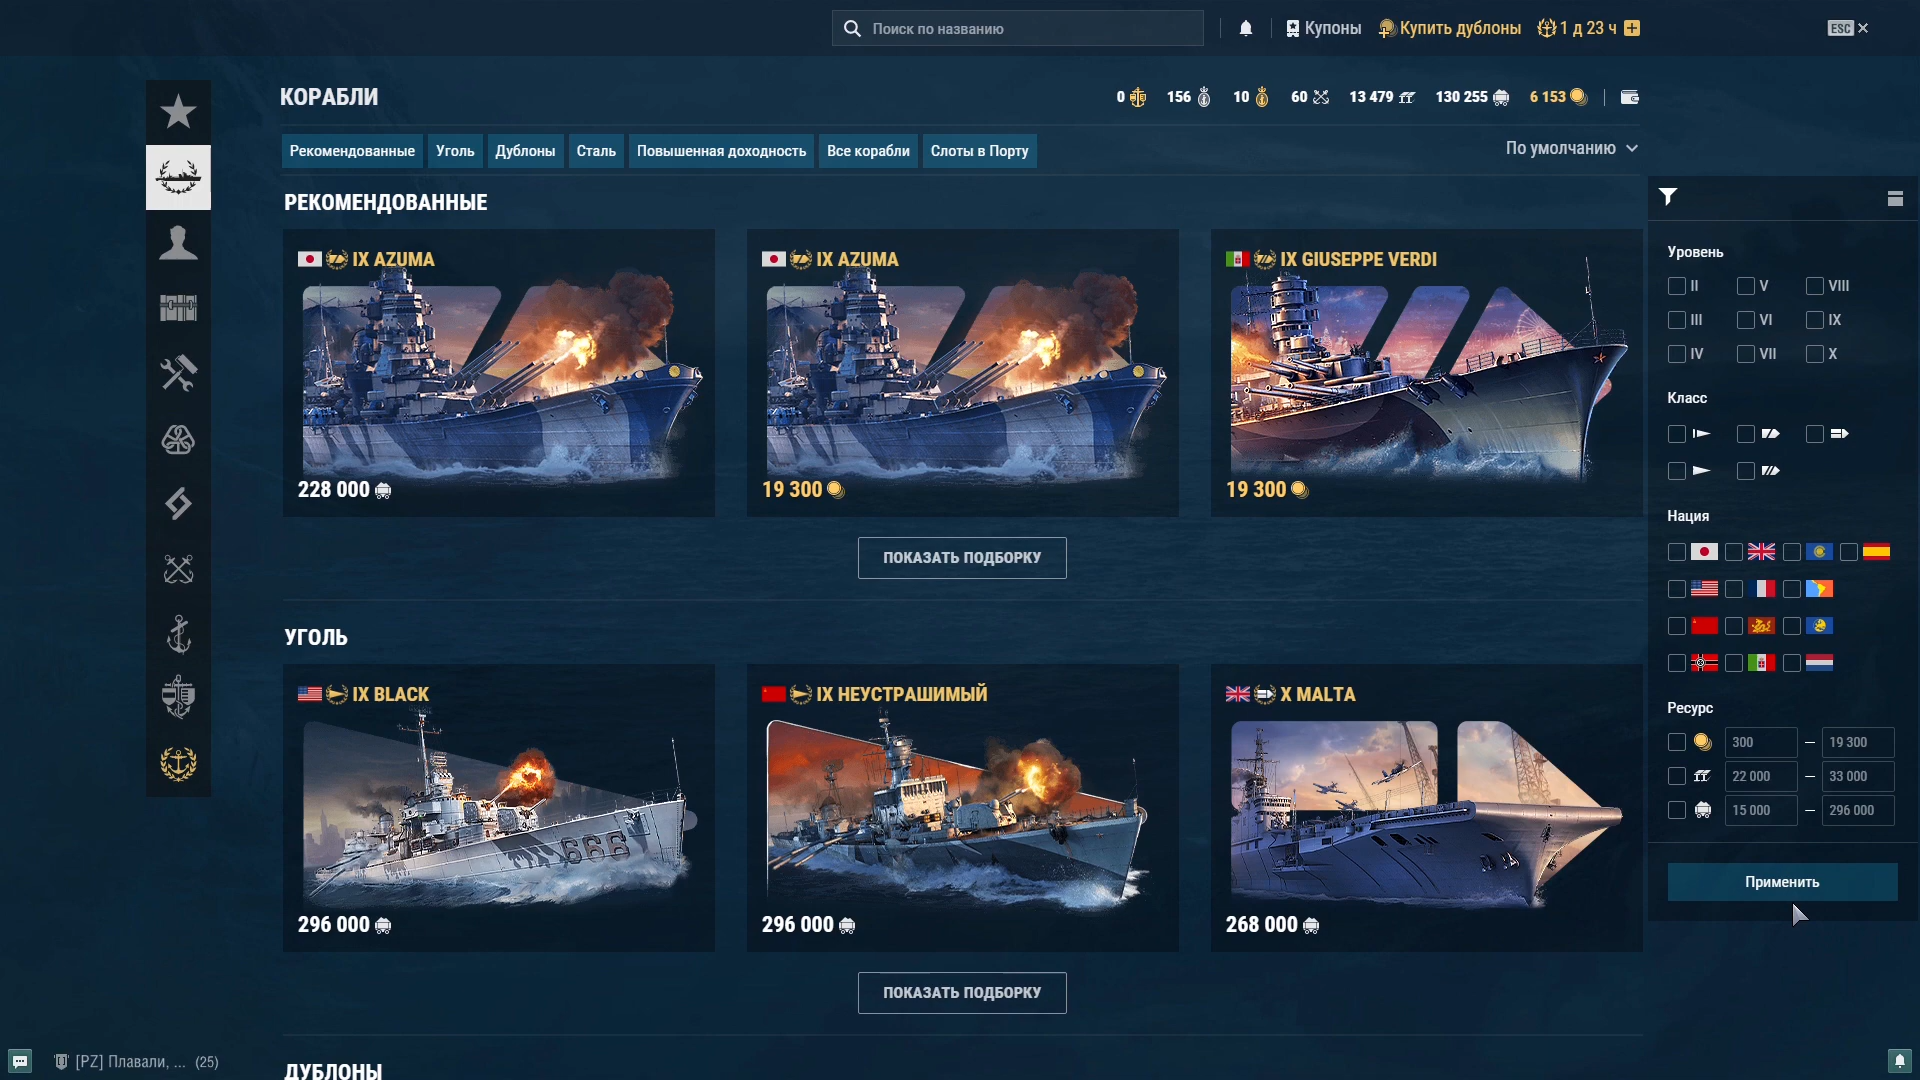 Поиск по названию
Купоны
Купить дублоны
1 д 23 ч
ESC
КОРАБЛИ
0 156 10 60 13 479 130 255 6 153
Рекомендованные Уголь Дублоны Сталь Повышенная доходность Все корабли Слоты в Порту
По умолчанию
РЕКОМЕНДОВАННЫЕ
IX AZUMA
228 000
IX AZUMA
19 300
IX GIUSEPPE VERDI
19 300
ПОКАЗАТЬ ПОДБОРКУ
УГОЛЬ
IX BLACK
666
296 000
IX НЕУСТРАШИМЫЙ
296 000
X MALTA
268 000
ПОКАЗАТЬ ПОДБОРКУ
ДУБЛОНЫ
Уровень
II V VIII
III VI IX
IV VII X
Класс
Нация
Ресурс
300 — 19 300
22 000 — 33 000
15 000 — 296 000
Применить
[PZ] Плавали, ... (25)